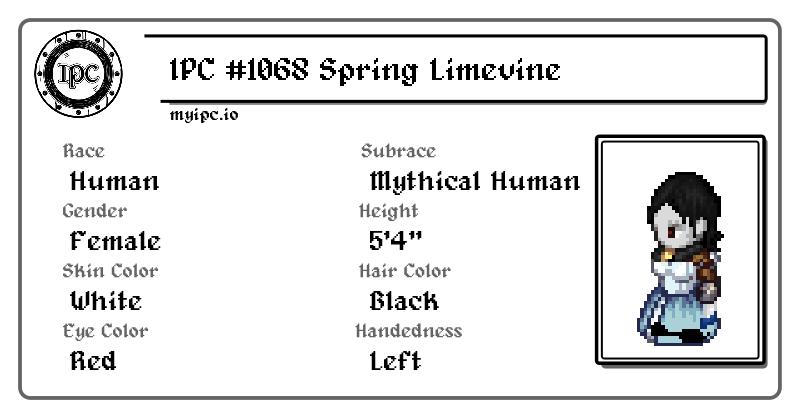 IPC
IPC #1068 Spring Limevine
myipc.io
Race
Subrace
Human
Mythical Human
Gender
Height
Female
5'4"
Skin Color
Hair Color
White
Black
Eye Color
Handedness
Red
Left